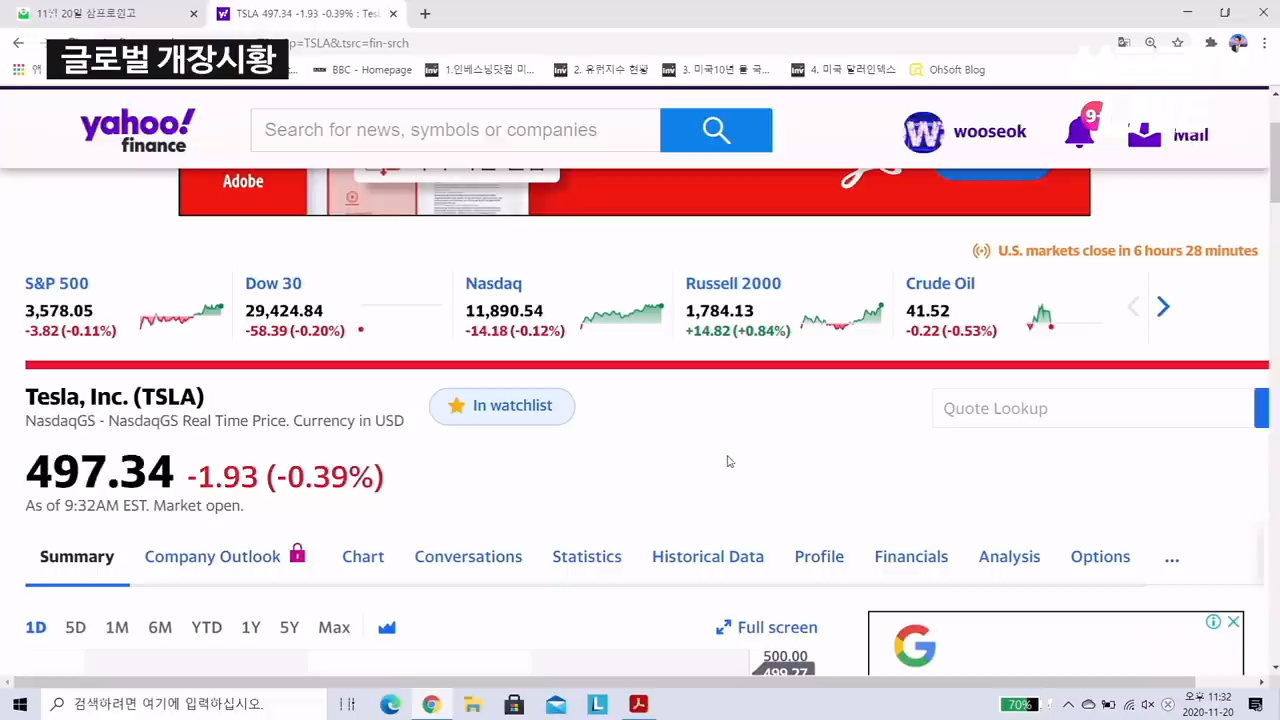 11월 20일 삼프로원고
TSLA 497.34 -1.93 -0.39% : Tesl
글로벌 개장시황
p=TSLA&.tsrc=fin-srch
BBC - Homepage
1.인베스팅닷컴 미...
2. 유럽지수 현황
3. 미국10년 물 국...
4. 미국 달러인덱스
OhSoft Blog
LIVE
yahoo!
finance
Search for news, symbols or companies
wooseok
Mail
Adobe
U.S. markets close in 6 hours 28 minutes
S&P 500
3,578.05
-3.82 (-0.11%)
Dow 30
29,424.84
-58.39 (-0.20%)
Nasdaq
11,890.54
-14.18 (-0.12%)
Russell 2000
1,784.13
+14.82 (+0.84%)
Crude Oil
41.52
-0.22 (-0.53%)
Tesla, Inc. (TSLA)
NasdaqGS - NasdaqGS Real Time Price. Currency in USD
In watchlist
Quote Lookup
497.34 -1.93 (-0.39%)
As of 9:32AM EST. Market open.
Summary Company Outlook Chart Conversations Statistics Historical Data Profile Financials Analysis Options ...
1D 5D 1M 6M YTD 1Y 5Y Max
Full screen
500.00
499.27
검색하려면 여기에 입력하십시오.
70%
오후 11:32
2020-11-20